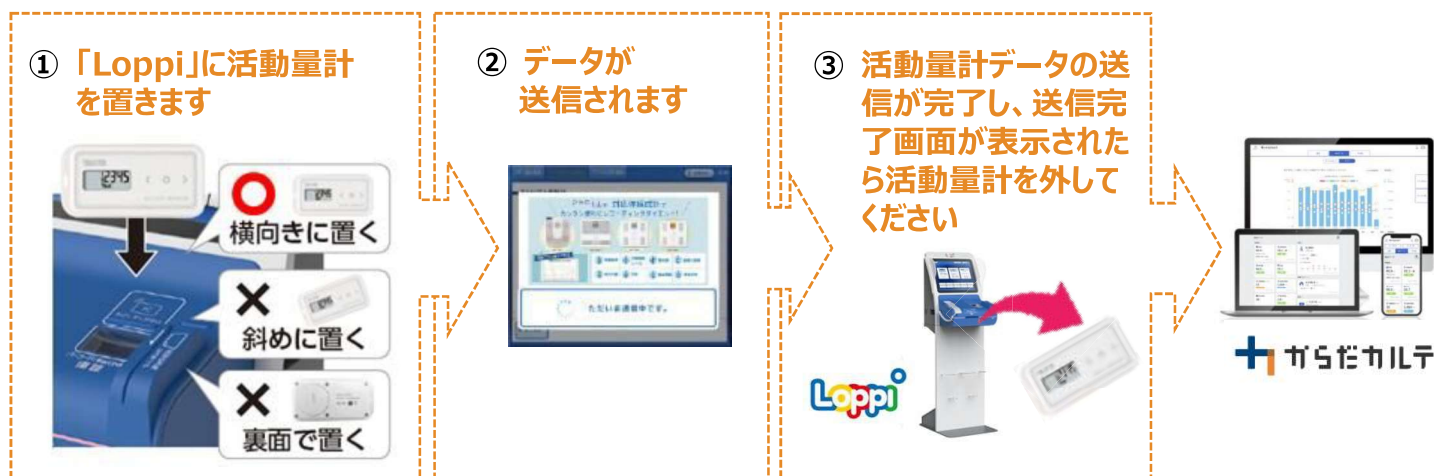 ① 「Loppi」に活動量計
を置きます
12345
横向きに置く
斜めに置く
裏面で置く
② データが
送信されます
ただいま通信中です。
③ 活動量計データの送
信が完了し、送信完
了画面が表示された
ら活動量計を外して
ください
Loppi
からだカルテ